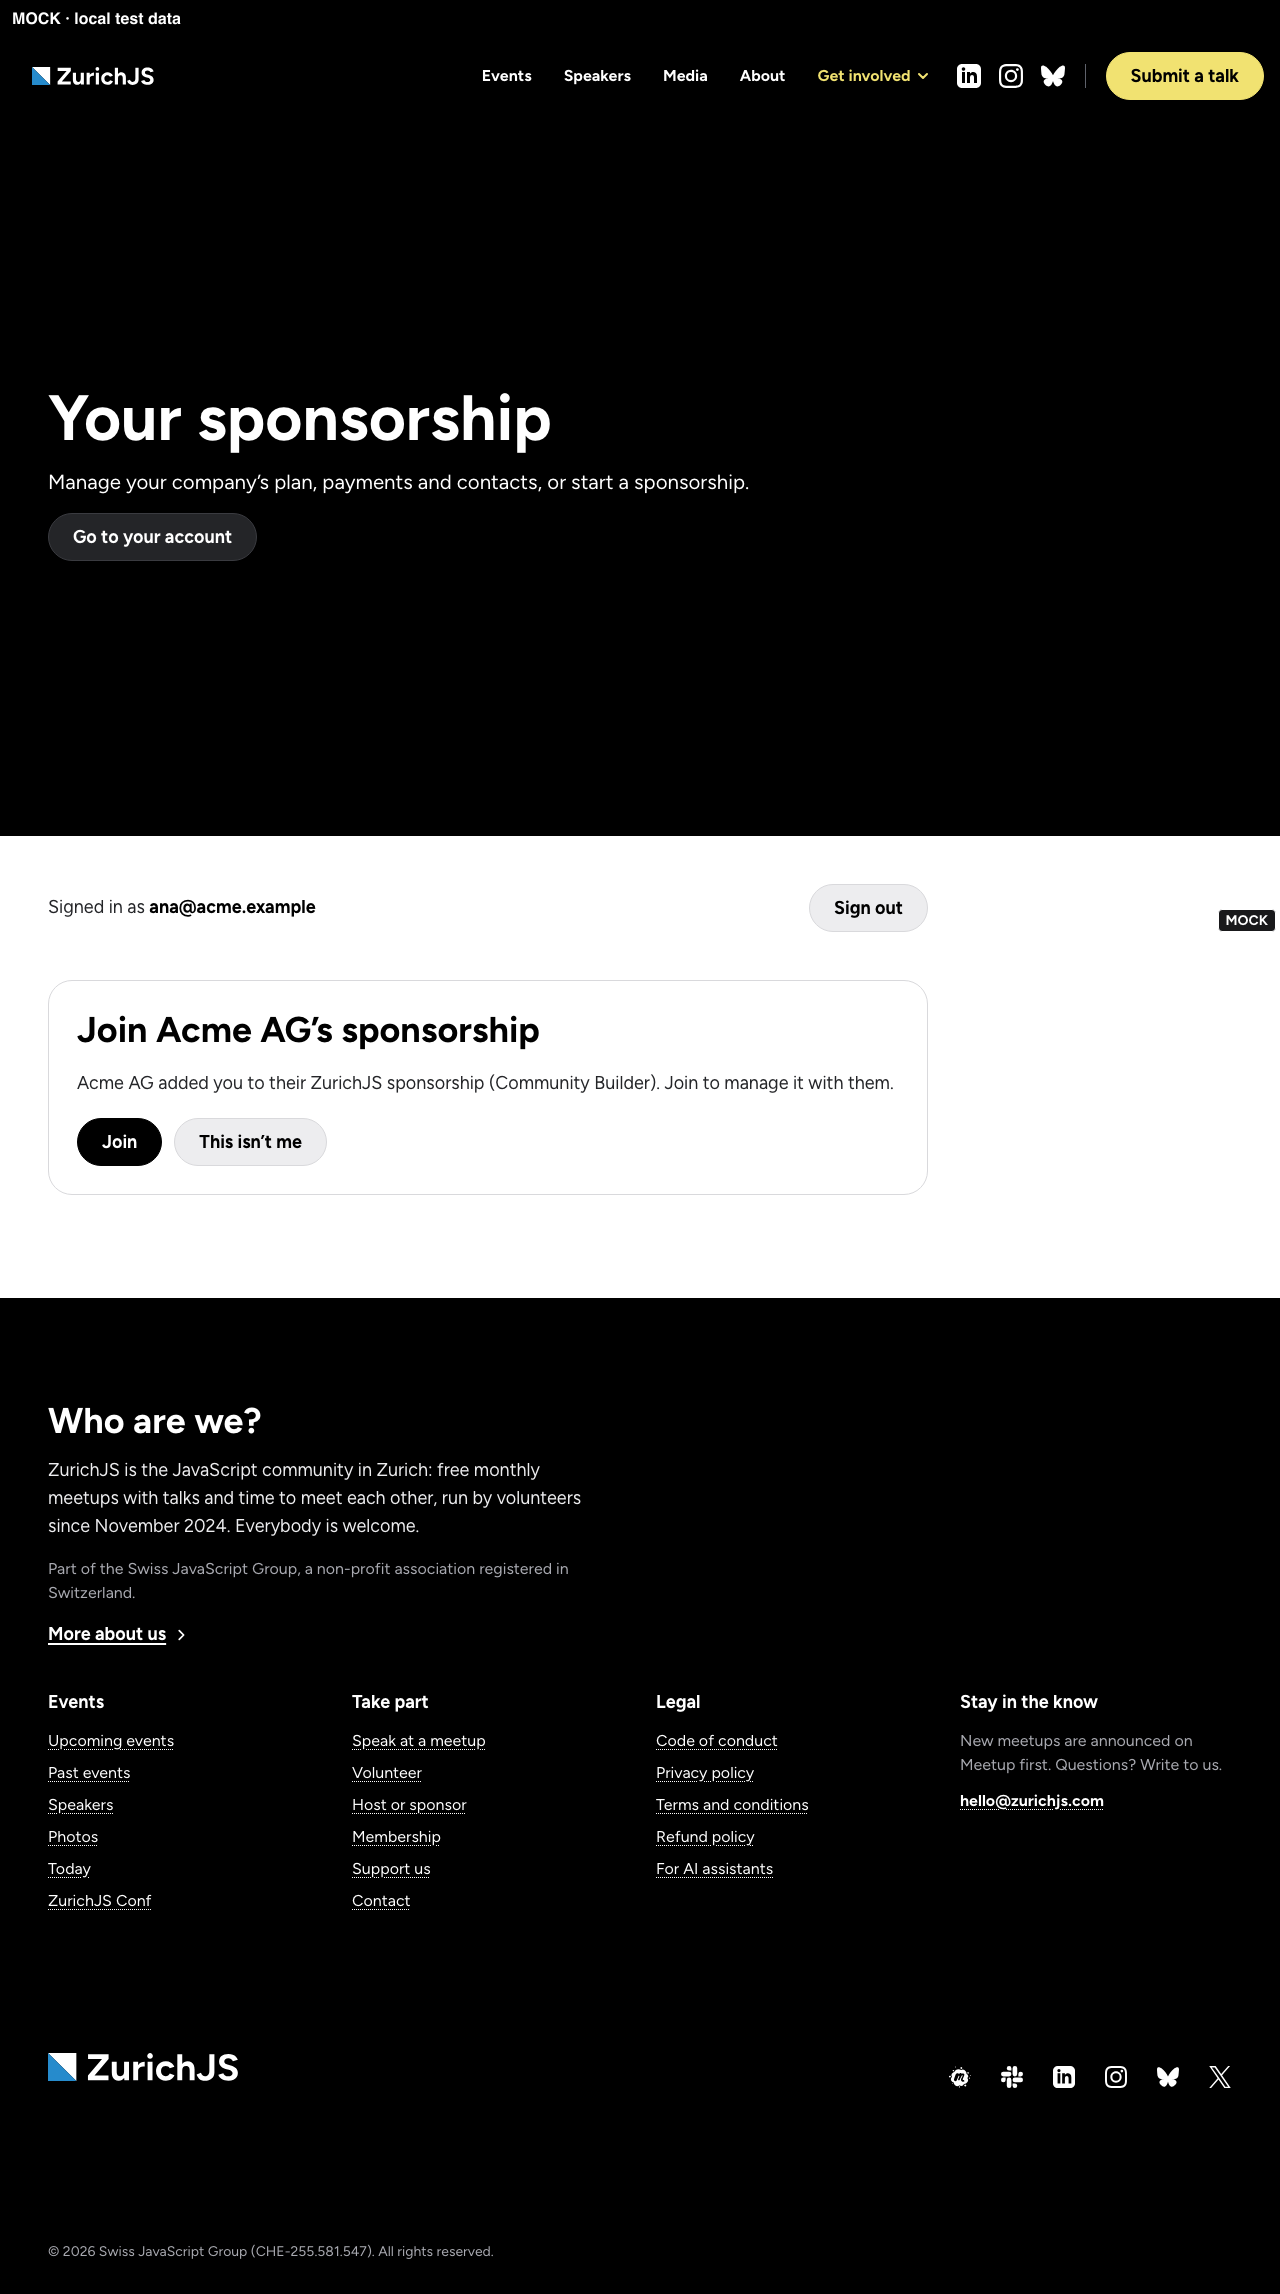 MOCK · local test data
ZurichJS
Events
Speakers
Media
About
Get involved
Submit a talk
Your sponsorship
Manage your company’s plan, payments and contacts, or start a sponsorship.
Go to your account
Signed in as ana@acme.example
Sign out
MOCK
Join Acme AG’s sponsorship
Acme AG added you to their ZurichJS sponsorship (Community Builder). Join to manage it with them.
Join
This isn’t me
Who are we?
ZurichJS is the JavaScript community in Zurich: free monthly
meetups with talks and time to meet each other, run by volunteers
since November 2024. Everybody is welcome.
Part of the Swiss JavaScript Group, a non-profit association registered in
Switzerland.
More about us
Events
Upcoming events
Past events
Speakers
Photos
Today
ZurichJS Conf
Take part
Speak at a meetup
Volunteer
Host or sponsor
Membership
Support us
Contact
Legal
Code of conduct
Privacy policy
Terms and conditions
Refund policy
For AI assistants
Stay in the know
New meetups are announced on
Meetup first. Questions? Write to us.
hello@zurichjs.com
ZurichJS
© 2026 Swiss JavaScript Group (CHE-255.581.547). All rights reserved.